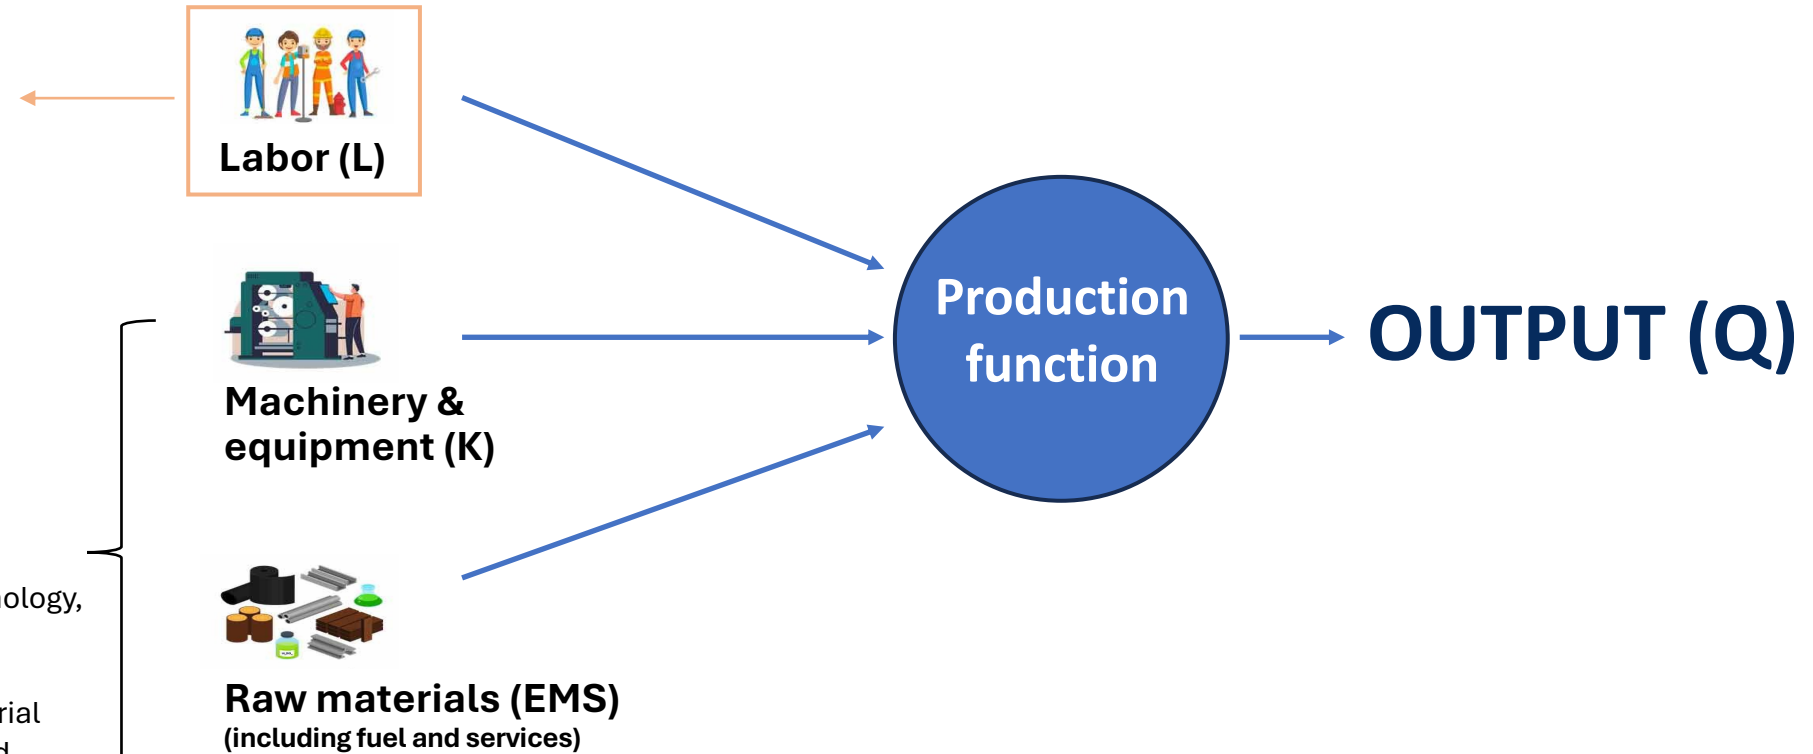 Labor (L)
Machinery &
equipment (K)
Production
function
OUTPUT (Q)
Raw materials (EMS)
(including fuel and services)